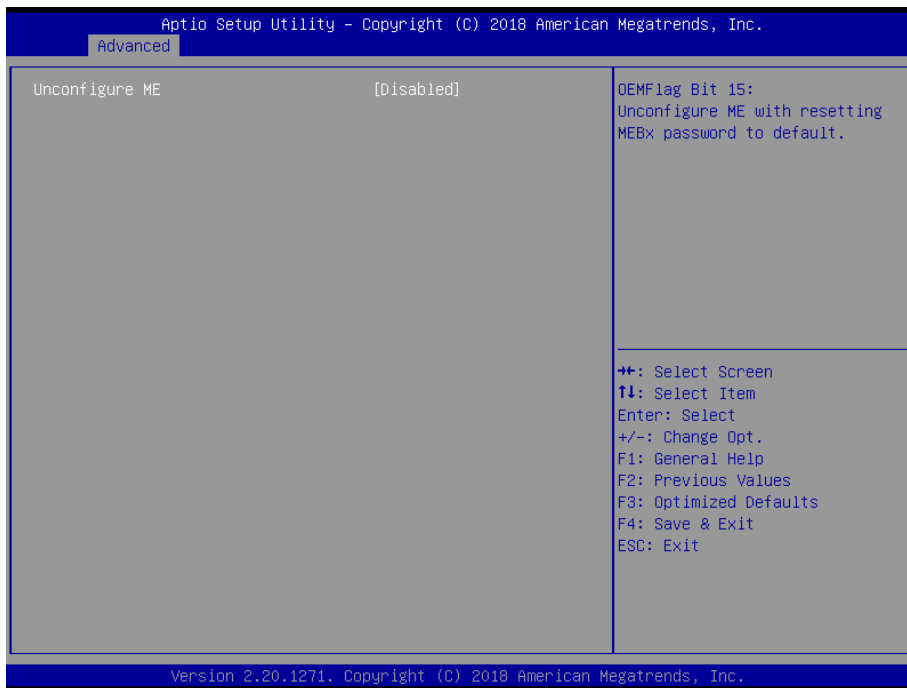 Aptio Setup Utility – Copyright (C) 2018 American Megatrends, Inc.
Advanced
Unconfigure ME [Disabled]
OEMFlag Bit 15:
Unconfigure ME with resetting
MEBx password to default.
→←: Select Screen
↑↓: Select Item
Enter: Select
+/-: Change Opt.
F1: General Help
F2: Previous Values
F3: Optimized Defaults
F4: Save & Exit
ESC: Exit
Version 2.20.1271. Copyright (C) 2018 American Megatrends, Inc.